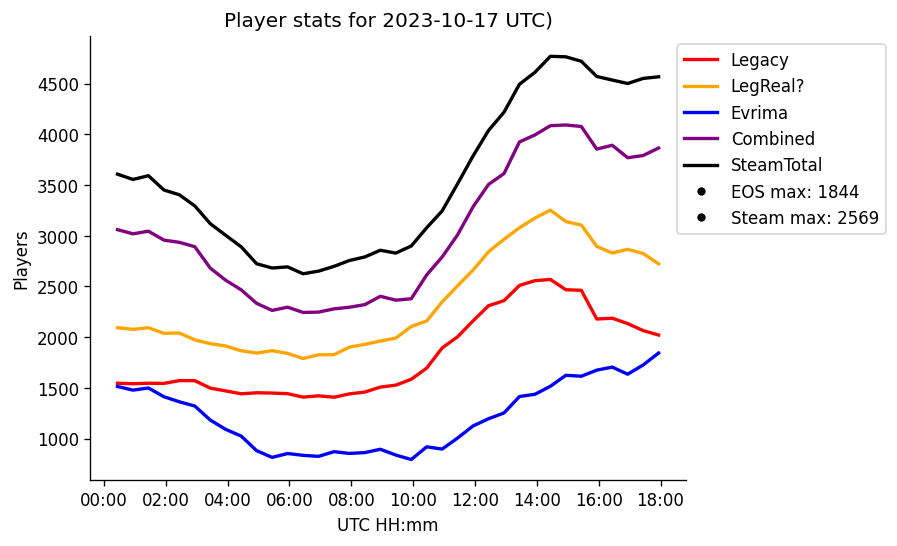 Player stats for 2023-10-17 UTC)
Legacy
LegReal?
Evrima
Combined
SteamTotal
EOS max: 1844
Steam max: 2569
Players
4500
4000
3500
3000
2500
2000
1500
1000
00:00 02:00 04:00 06:00 08:00 10:00 12:00 14:00 16:00 18:00
UTC HH:mm